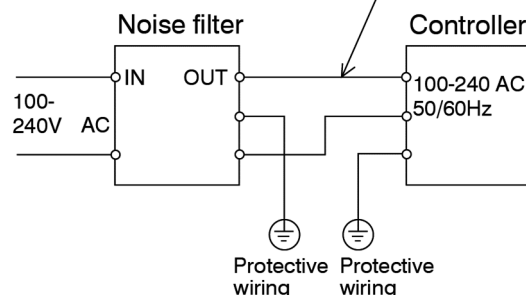 Noise filter
Controller
IN
OUT
100-240 AC
50/60Hz
100-
240V AC
Protective
wiring
Protective
wiring